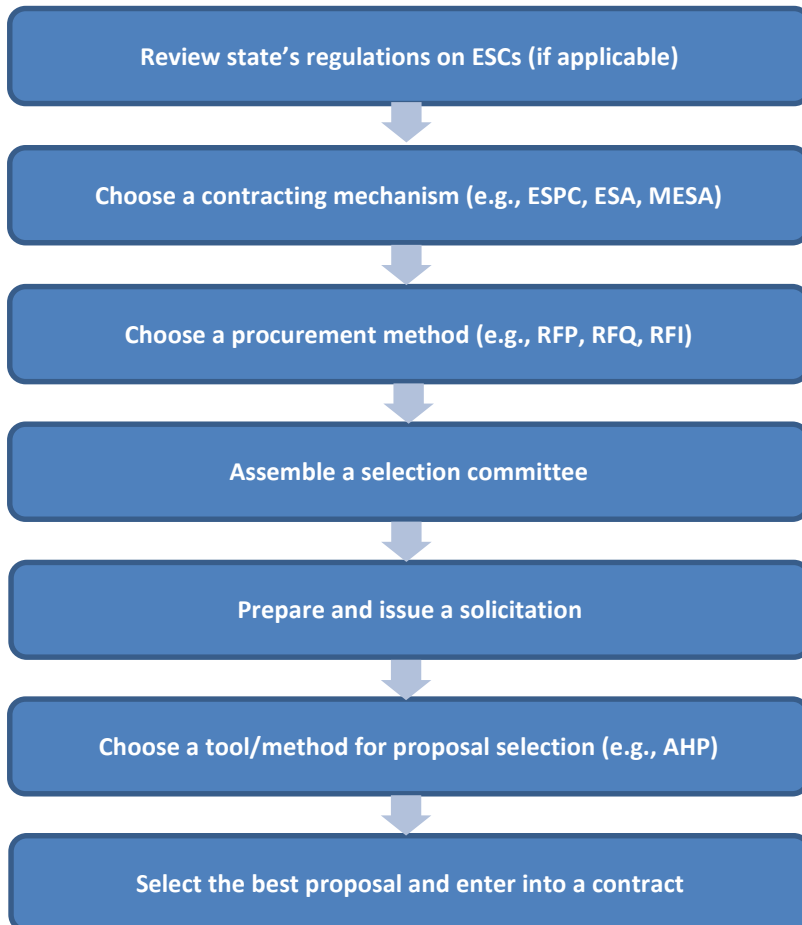 Review state’s regulations on ESCs (if applicable)
Choose a contracting mechanism (e.g., ESPC, ESA, MESA)
Choose a procurement method (e.g., RFP, RFQ, RFI)
Assemble a selection committee
Prepare and issue a solicitation
Choose a tool/method for proposal selection (e.g., AHP)
Select the best proposal and enter into a contract